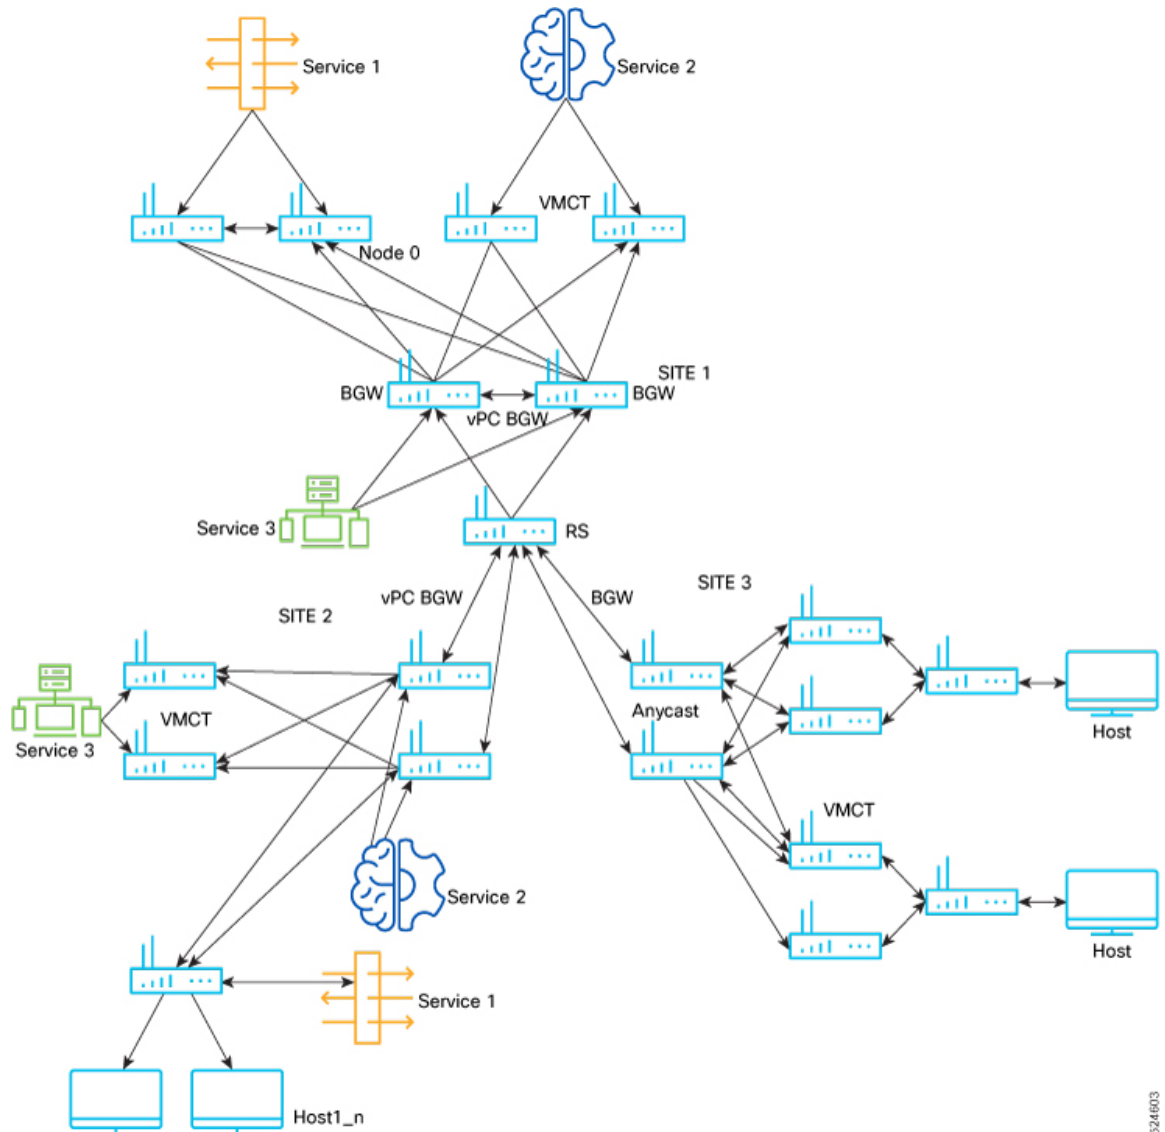 Service 1
Service 2
VMCT
Node 0
SITE 1
BGW
BGW
vPC BGW
Service 3
RS
SITE 3
vPC BGW
BGW
SITE 2
Anycast
VMCT
Service 3
Host
VMCT
Service 2
Host
Service 1
Host1_n
524603